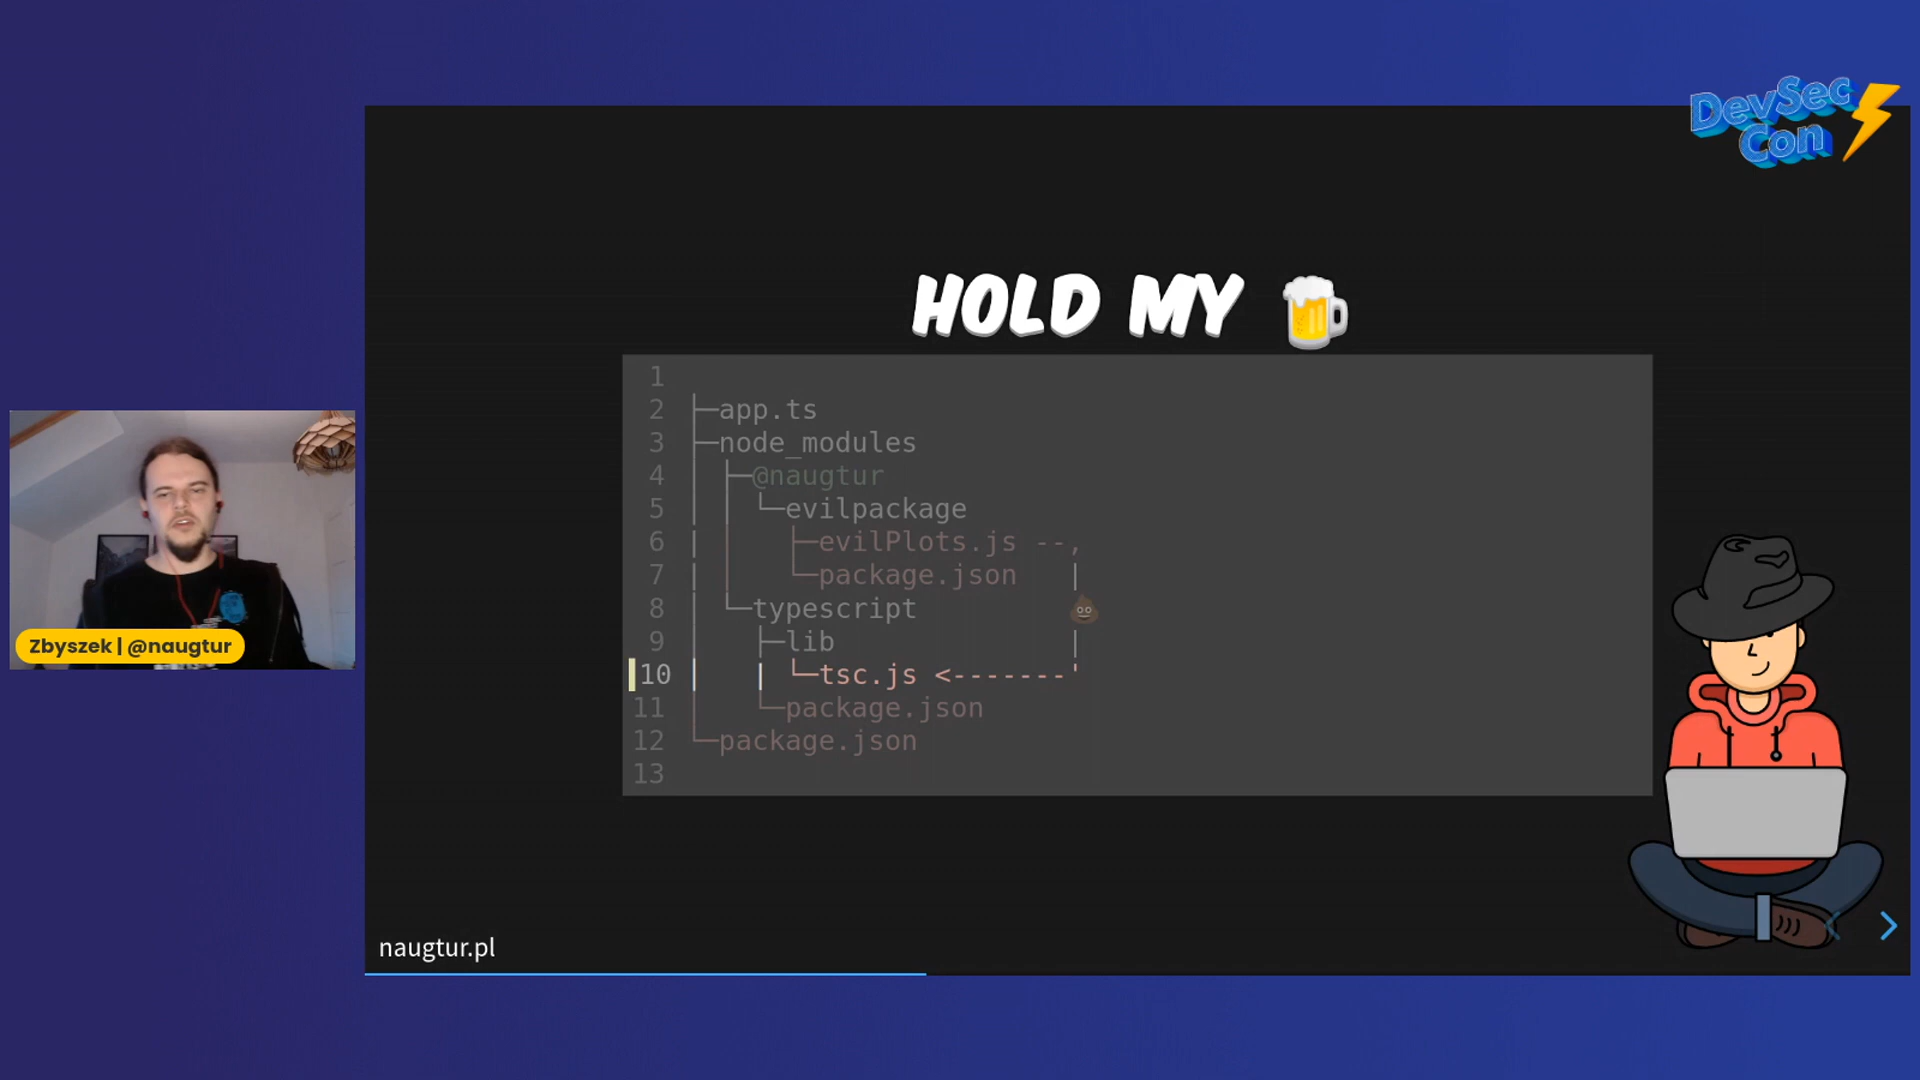 DevSec
Con
HOLD MY 🍺
1
2 ├─app.ts
3 ├─node_modules
4 │ ├─@naugtur
5 │ │ └─evilpackage
6 │ │   ├─evilPlots.js --,
7 │ │   └─package.json   |
8 │ └─typescript         💩
9 │   ├─lib              |
10 │   | └─tsc.js <-------'
11 │   └─package.json
12 └─package.json
13
Zbyszek | @naugtur
naugtur.pl